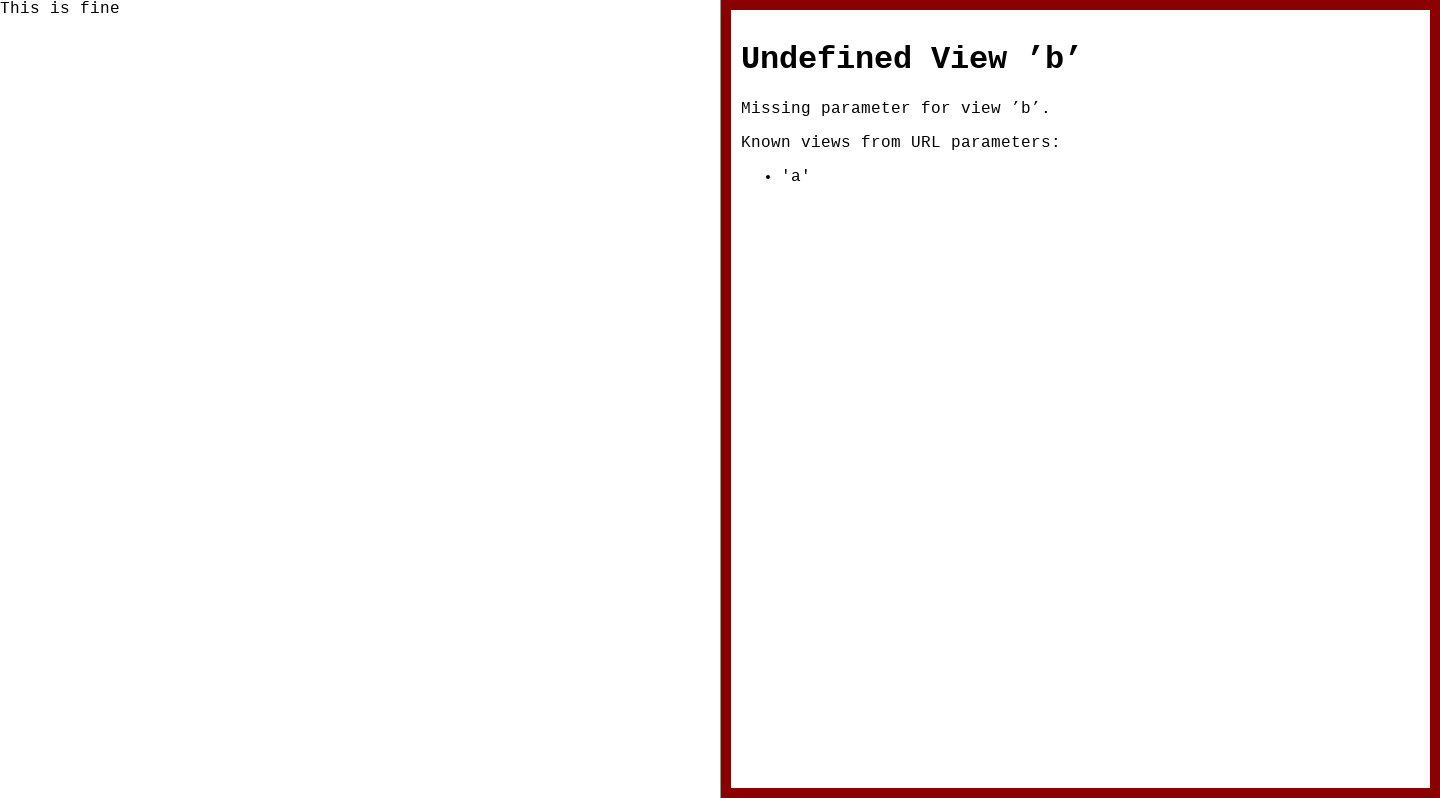 This is fine
Undefined View ’b’
Missing parameter for view ’b’.
Known views from URL parameters:
• 'a'